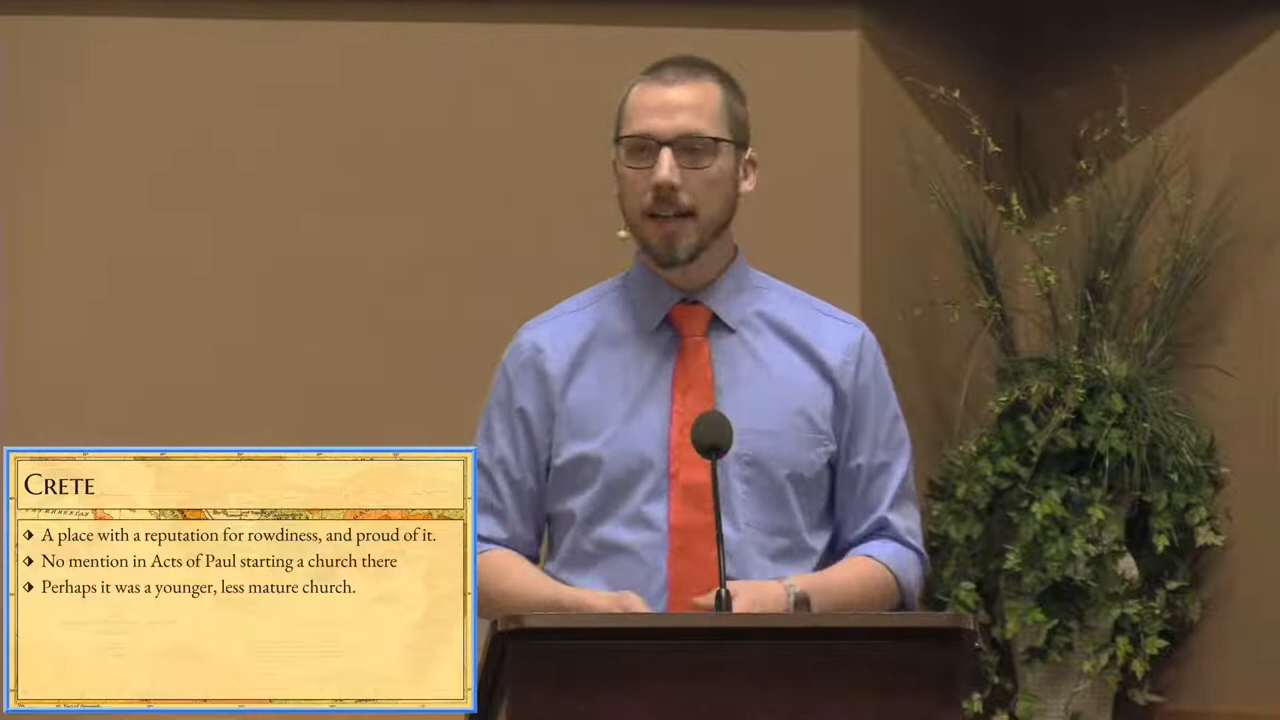 Crete
A place with a reputation for rowdiness, and proud of it.
No mention in Acts of Paul starting a church there
Perhaps it was a younger, less mature church.